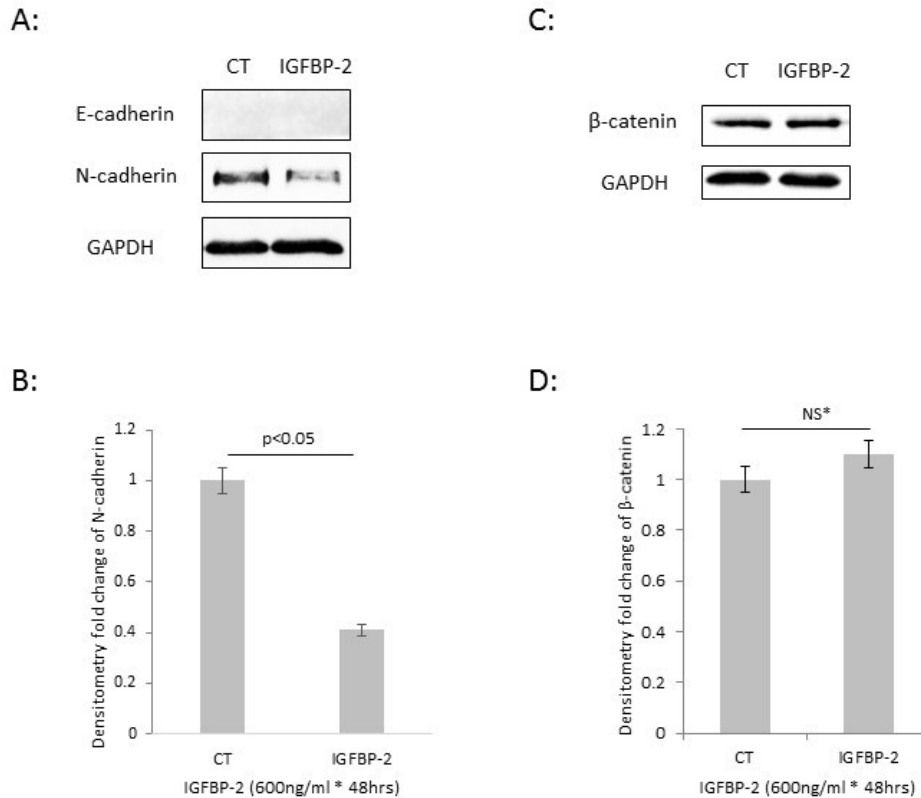 A:
CT IGFBP-2
E-cadherin
N-cadherin
GAPDH
C:
CT IGFBP-2
β-catenin
GAPDH
B:
Densitometry fold change of N-cadherin
1.2
1
0.8
0.6
0.4
0.2
0
p<0.05
CT IGFBP-2
IGFBP-2 (600ng/ml * 48hrs)
D:
Densitometry fold change of β-catenin
1.2
1
0.8
0.6
0.4
0.2
0
NS*
CT IGFBP-2
IGFBP-2 (600ng/ml * 48hrs)